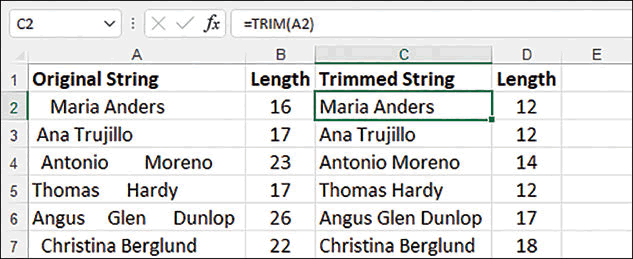 C2 fx =TRIM(A2)
A B C D E
1 Original String Length Trimmed String Length
2    Maria Anders 16 Maria Anders 12
3  Ana Trujillo 17 Ana Trujillo 12
4   Antonio      Moreno 23 Antonio Moreno 14
5 Thomas     Hardy 17 Thomas Hardy 12
6 Angus   Glen   Dunlop 26 Angus Glen Dunlop 17
7   Christina Berglund 22 Christina Berglund 18